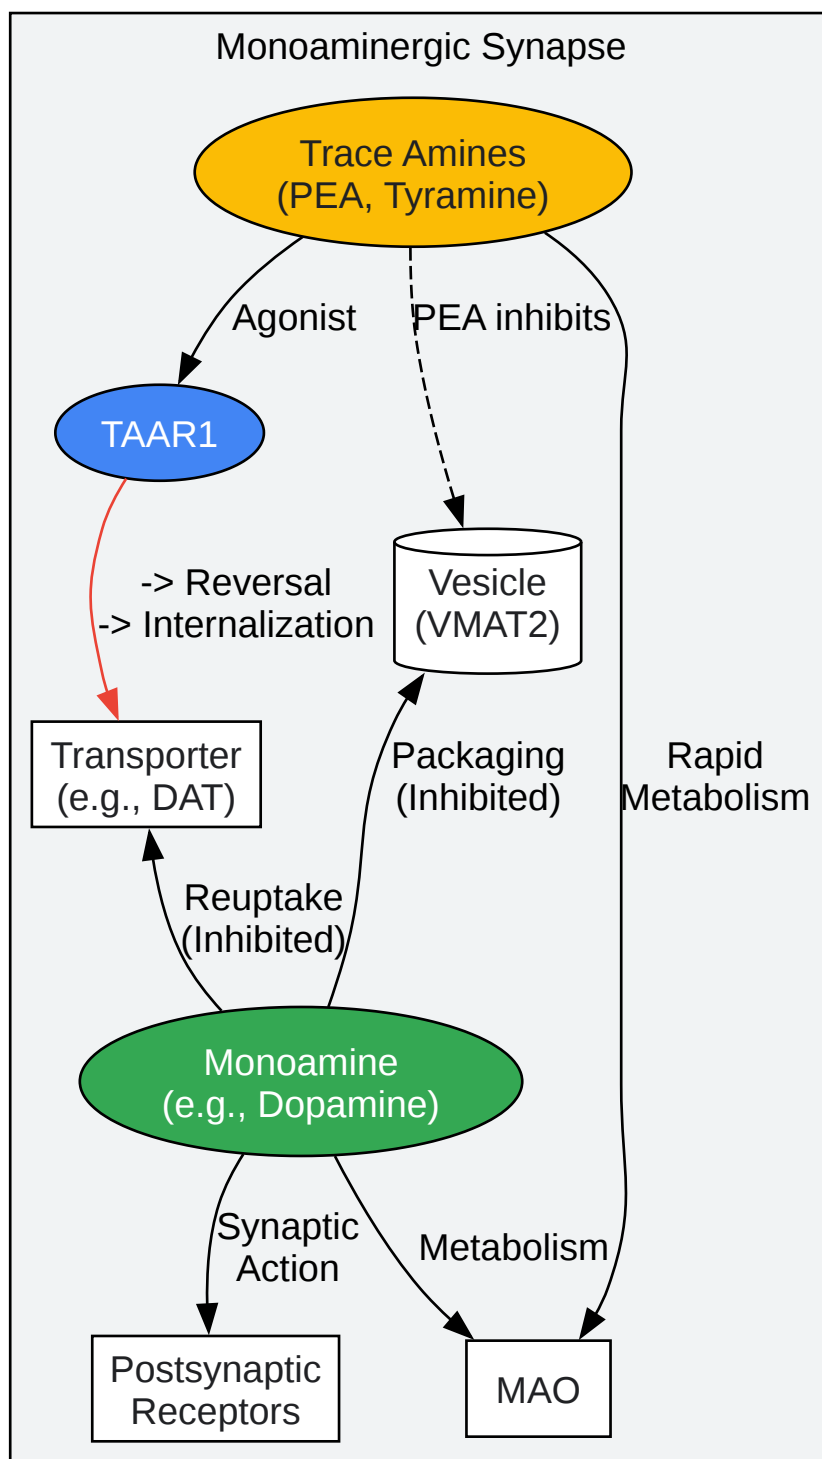 Monoaminergic Synapse
Trace Amines
(PEA, Tyramine)
Agonist
PEA inhibits
TAAR1
-> Reversal
-> Internalization
Vesicle
(VMAT2)
Transporter
(e.g., DAT)
Packaging
(Inhibited)
Rapid
Metabolism
Reuptake
(Inhibited)
Monoamine
(e.g., Dopamine)
Synaptic
Action
Metabolism
Postsynaptic
Receptors
MAO